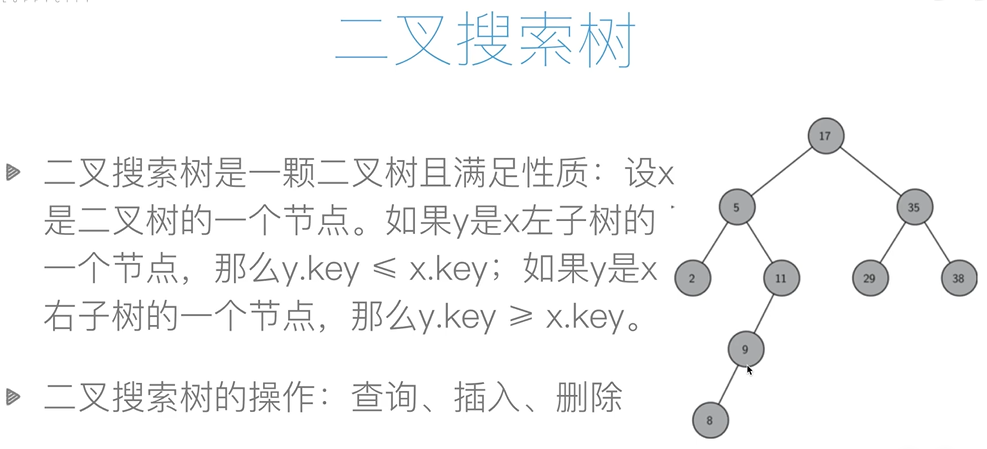 二叉搜索树
二叉搜索树是一颗二叉树且满足性质：设x
是二叉树的一个节点。如果y是x左子树的
一个节点，那么y.key ⩽ x.key；如果y是x
右子树的一个节点，那么y.key ⩾ x.key。
二叉搜索树的操作：查询、插入、删除
17
5
35
2
11
29
38
9
8